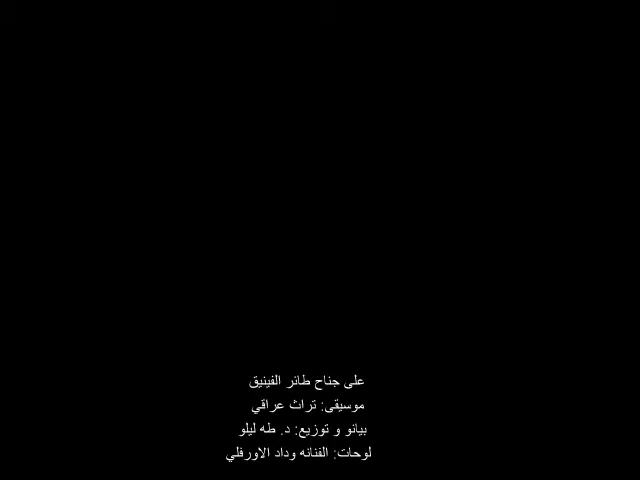 على جناح طائر الفينيق
موسيقى: تراث عراقي
بيانو و توزيع: د. طه ليلو
لوحات: الفنانه وداد الاورفلي